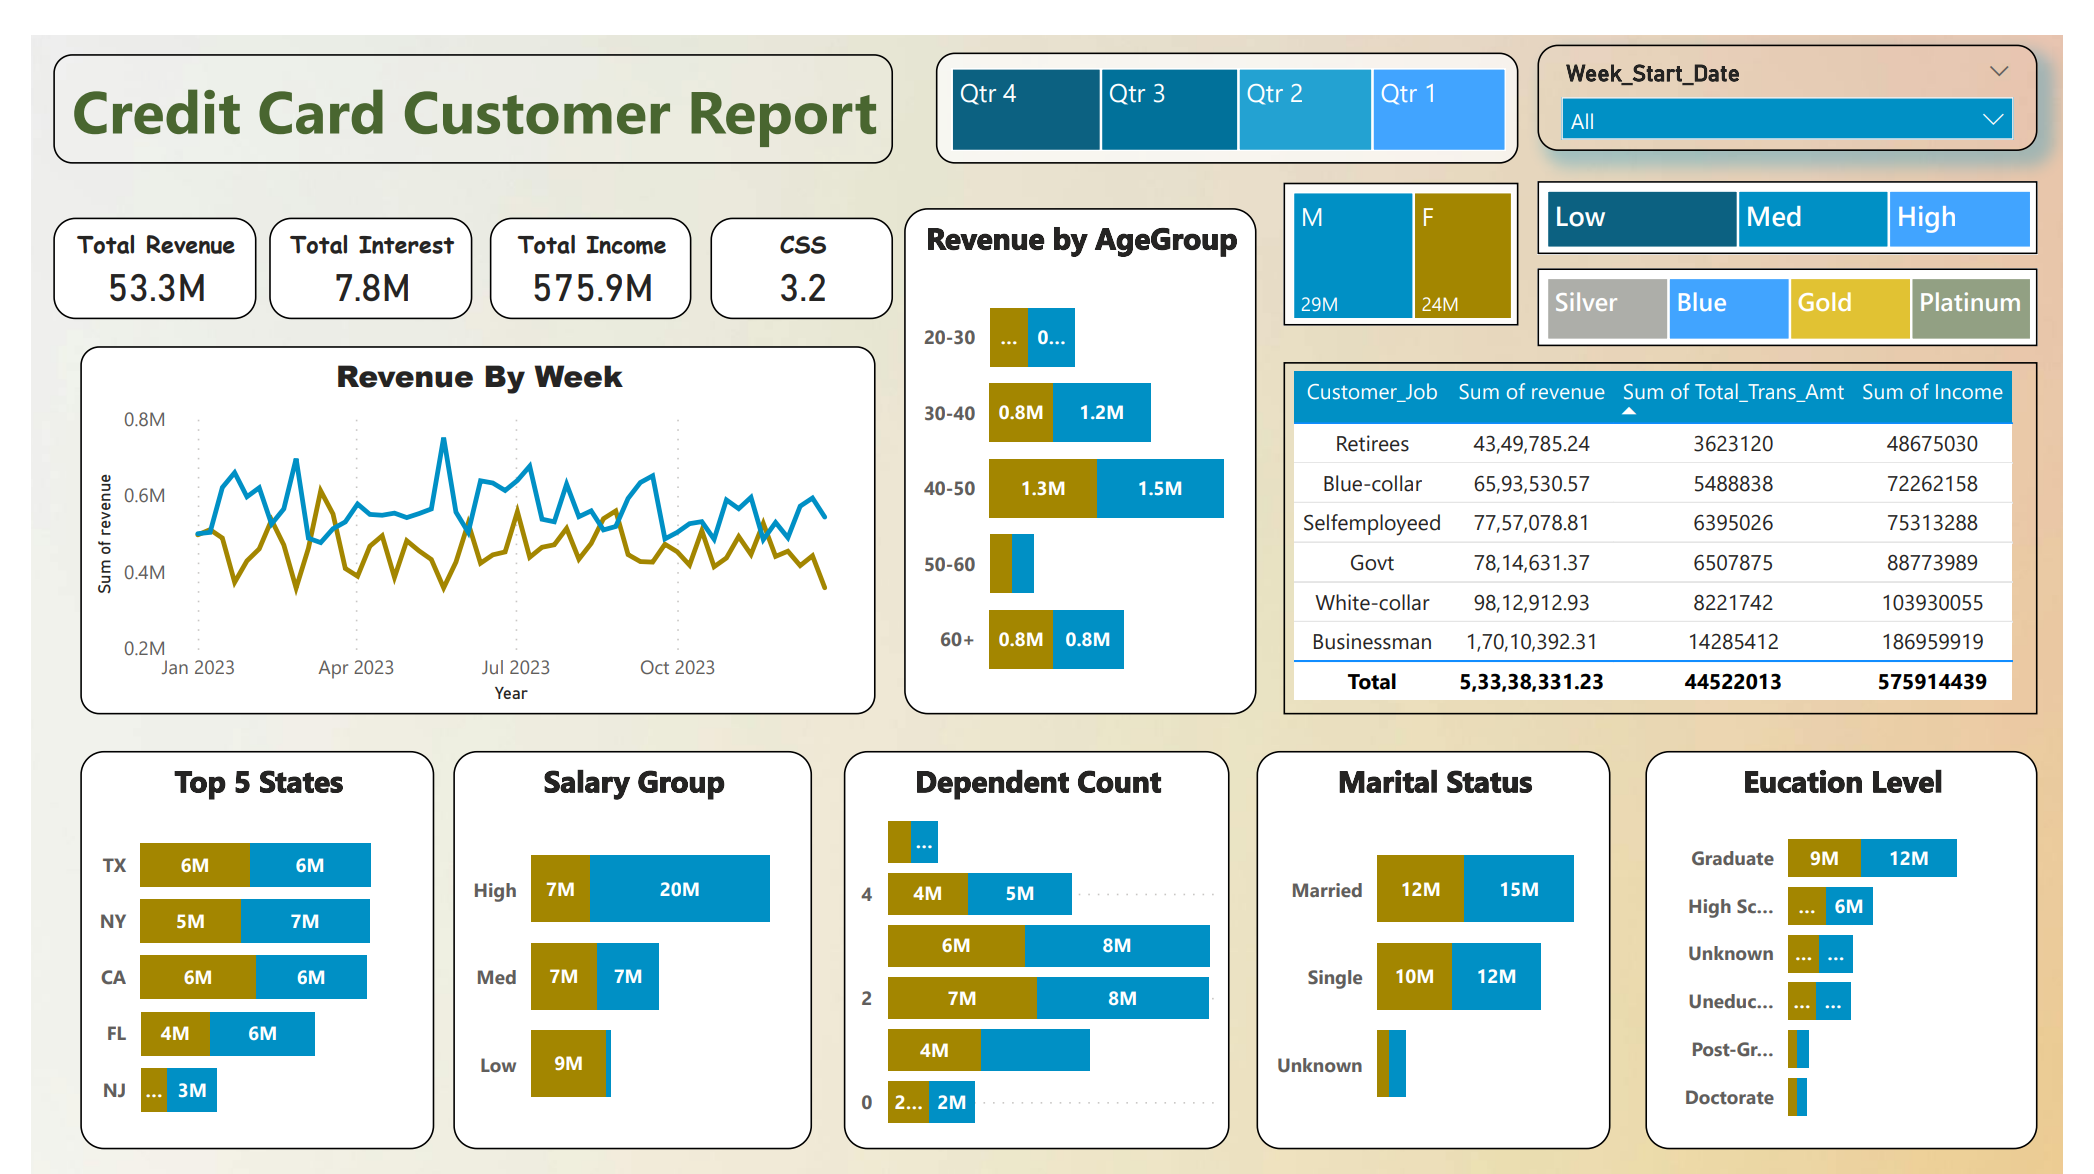 Credit Card Customer Report
Qtr 4
Qtr 3
Qtr 2
Qtr 1
Week_Start_Date
All
Total Revenue
53.3M
Total Interest
7.8M
Total Income
575.9M
CSS
3.2
M
29M
F
24M
Low
Med
High
Silver
Blue
Gold
Platinum
Revenue By Week
Sum of revenue
0.8M
0.6M
0.4M
0.2M
Jan 2023
Apr 2023
Jul 2023
Oct 2023
Year
Revenue by AgeGroup
20-30 ... 0...
30-40 0.8M 1.2M
40-50 1.3M 1.5M
50-60
60+ 0.8M 0.8M
Customer_Job Sum of revenue Sum of Total_Trans_Amt Sum of Income
Retirees 43,49,785.24 3623120 48675030
Blue-collar 65,93,530.57 5488838 72262158
Selfemployeed 77,57,078.81 6395026 75313288
Govt 78,14,631.37 6507875 88773989
White-collar 98,12,912.93 8221742 103930055
Businessman 1,70,10,392.31 14285412 186959919
Total 5,33,38,331.23 44522013 575914439
Top 5 States
TX 6M 6M
NY 5M 7M
CA 6M 6M
FL 4M 6M
NJ ... 3M
Salary Group
High 7M 20M
Med 7M 7M
Low 9M
Dependent Count
...
4 4M 5M
6M 8M
2 7M 8M
4M
0 2... 2M
Marital Status
Married 12M 15M
Single 10M 12M
Unknown
Eucation Level
Graduate 9M 12M
High Sc... ... 6M
Unknown ... ...
Uneduc... ... ...
Post-Gr...
Doctorate